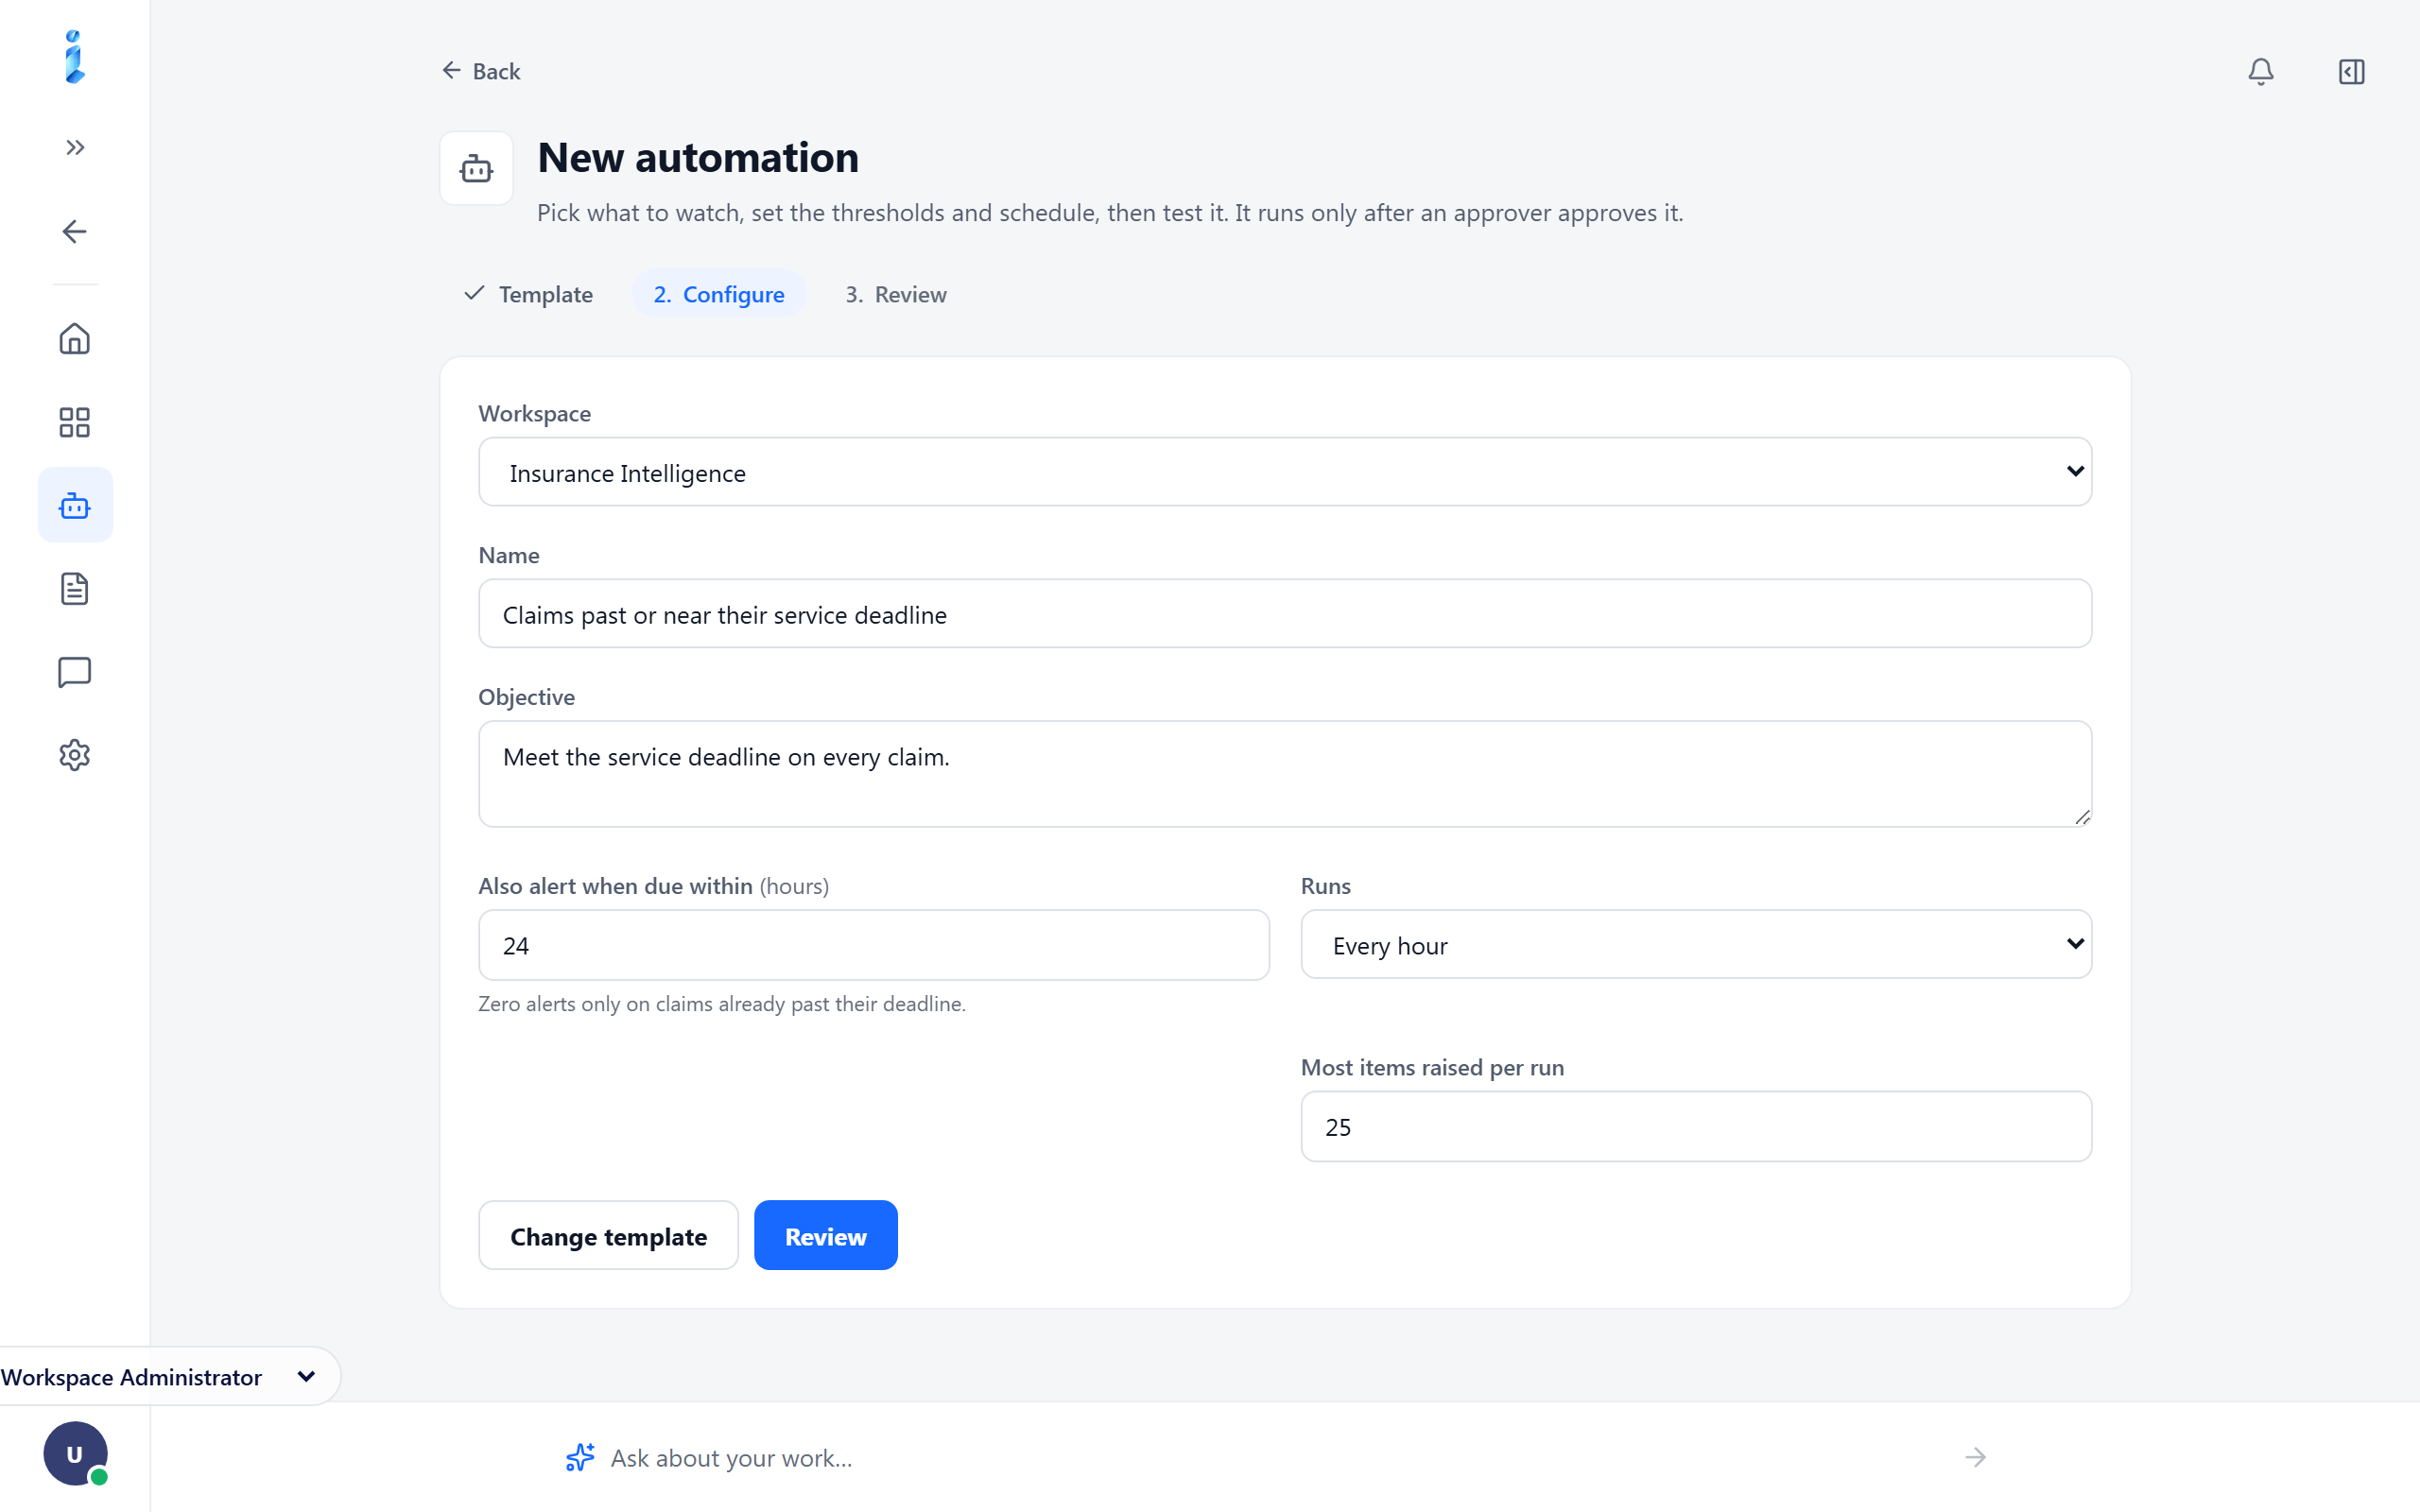 Back
New automation
Pick what to watch, set the thresholds and schedule, then test it. It runs only after an approver approves it.
Template
2. Configure
3. Review
Workspace
Insurance Intelligence
Name
Claims past or near their service deadline
Objective
Meet the service deadline on every claim.
Also alert when due within (hours)
24
Zero alerts only on claims already past their deadline.
Runs
Every hour
Most items raised per run
25
Change template
Review
Workspace Administrator
U
Ask about your work...